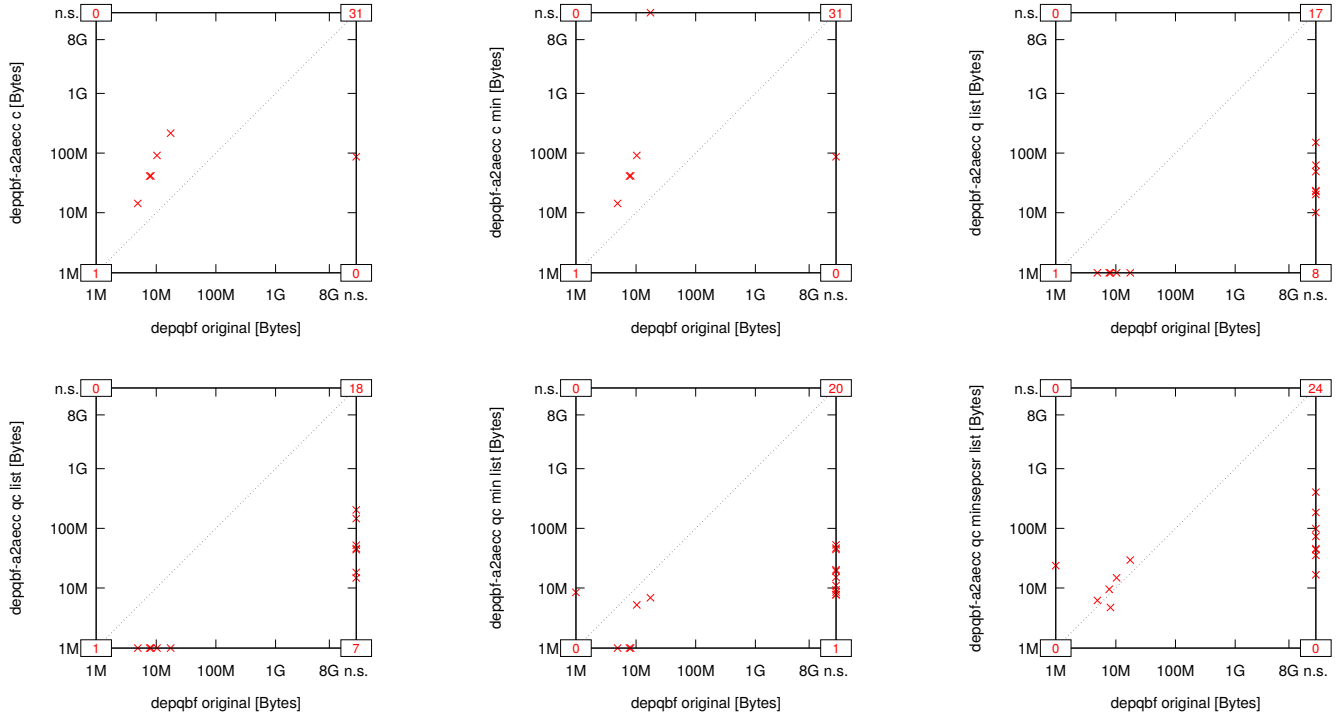 n.s. 0 31
8G
1G
100M
10M
1M 1 0
1M 10M 100M 1G 8G n.s.
depqbf original [Bytes]
depqbf-a2aecc c [Bytes]
n.s. 0 31
8G
1G
100M
10M
1M 1 0
1M 10M 100M 1G 8G n.s.
depqbf original [Bytes]
depqbf-a2aecc c min [Bytes]
n.s. 0 17
8G
1G
100M
10M
1M 1 8
1M 10M 100M 1G 8G n.s.
depqbf original [Bytes]
depqbf-a2aecc q list [Bytes]
n.s. 0 18
8G
1G
100M
10M
1M 1 7
1M 10M 100M 1G 8G n.s.
depqbf original [Bytes]
depqbf-a2aecc qc list [Bytes]
n.s. 0 20
8G
1G
100M
10M
1M 0 1
1M 10M 100M 1G 8G n.s.
depqbf original [Bytes]
depqbf-a2aecc qc min list [Bytes]
n.s. 0 24
8G
1G
100M
10M
1M 0 0
1M 10M 100M 1G 8G n.s.
depqbf original [Bytes]
depqbf-a2aecc qc minsepcsr list [Bytes]